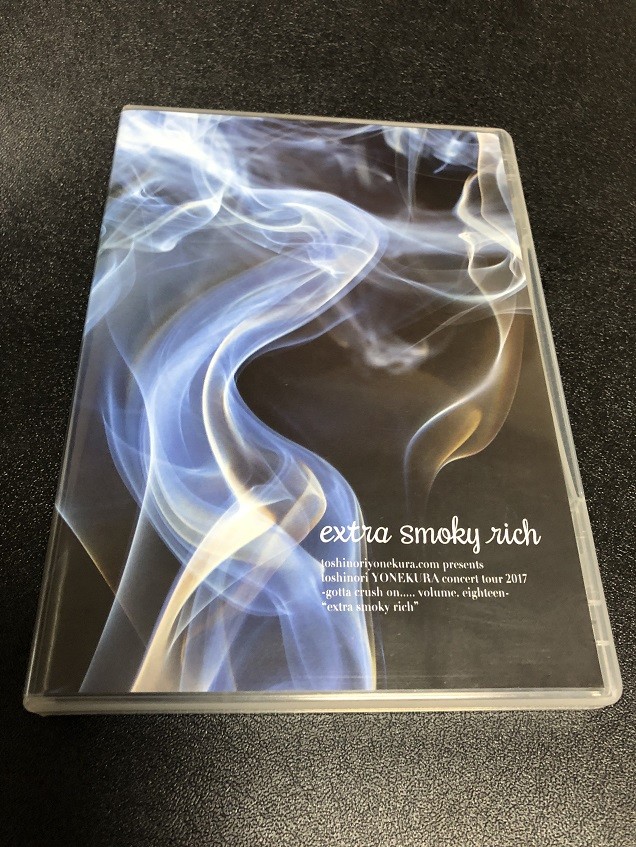 extra smoky rich
toshinoriyonekura.com presents
toshinori YONEKURA concert tour 2017
-gotta crush on..... volume. eighteen-
“extra smoky rich”